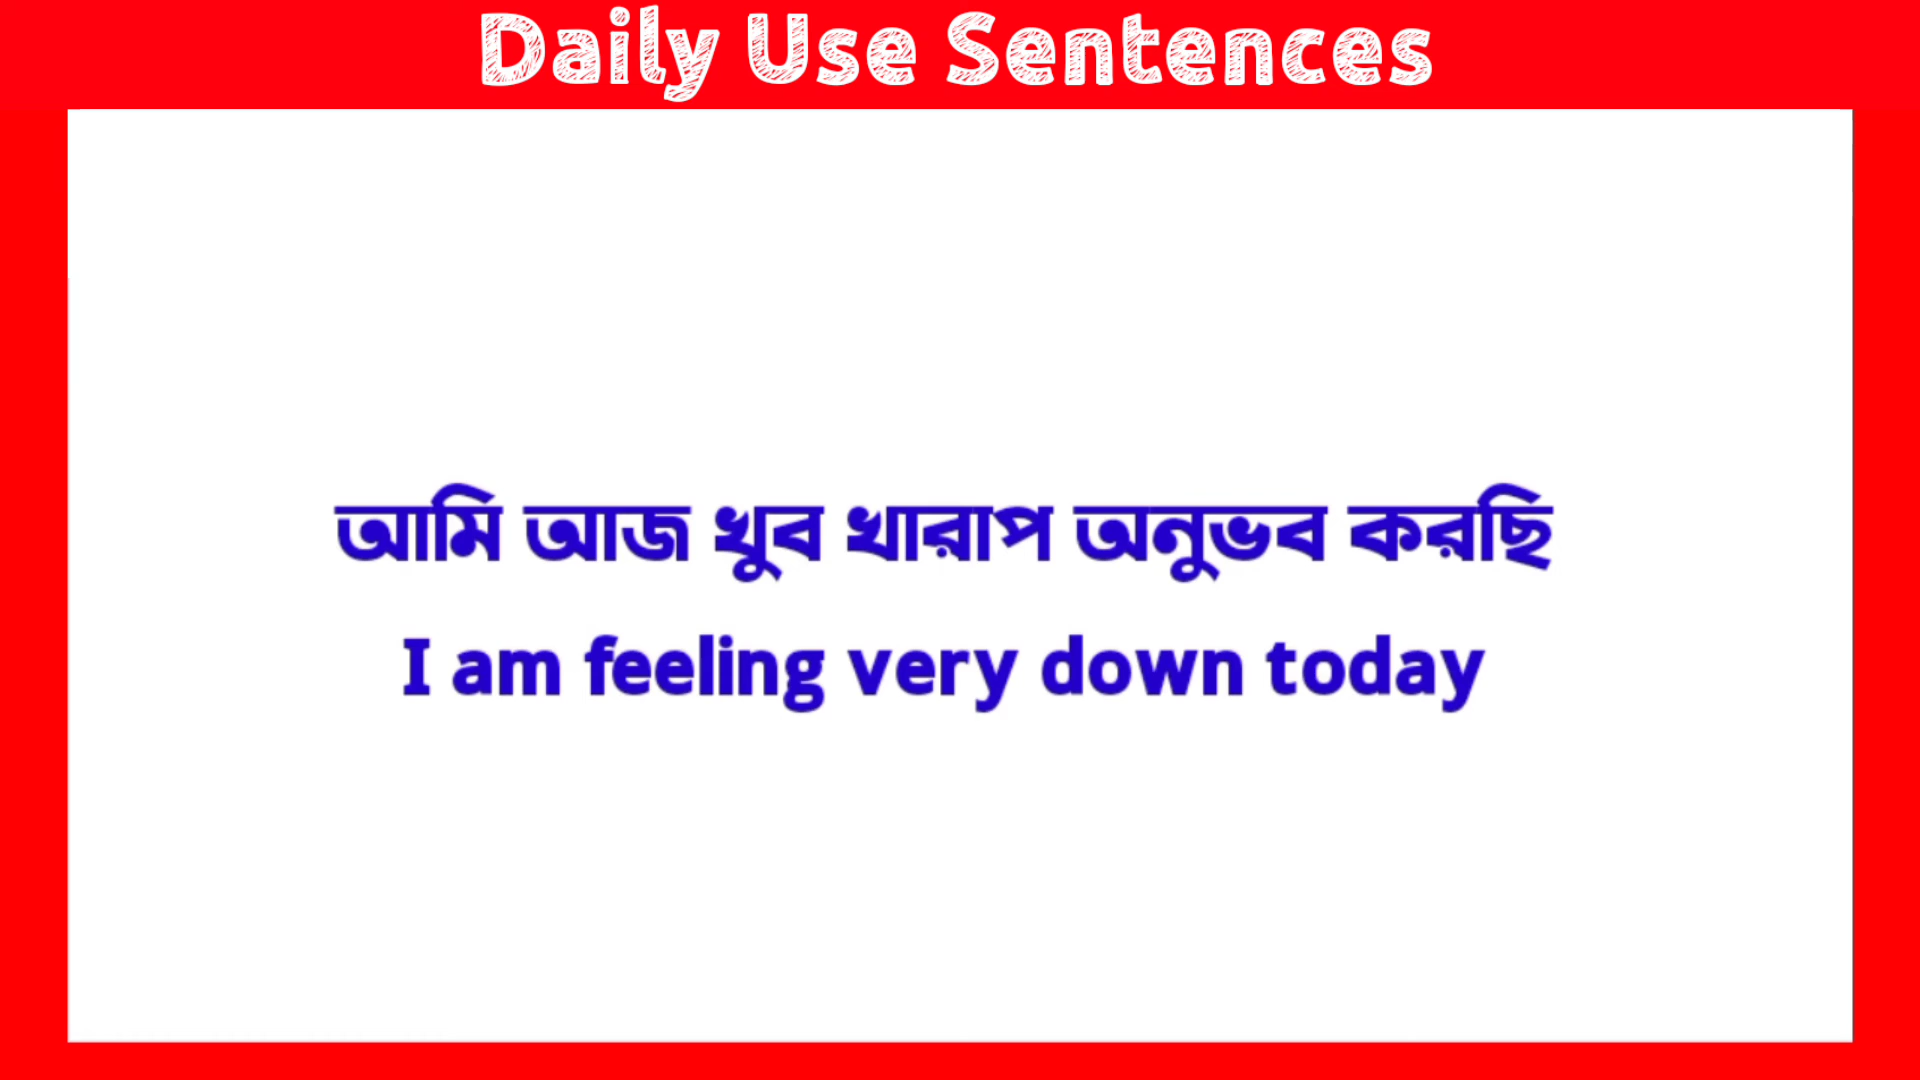 Daily Use Sentences
আমি আজ খুব খারাপ অনুভব করছি
I am feeling very down today